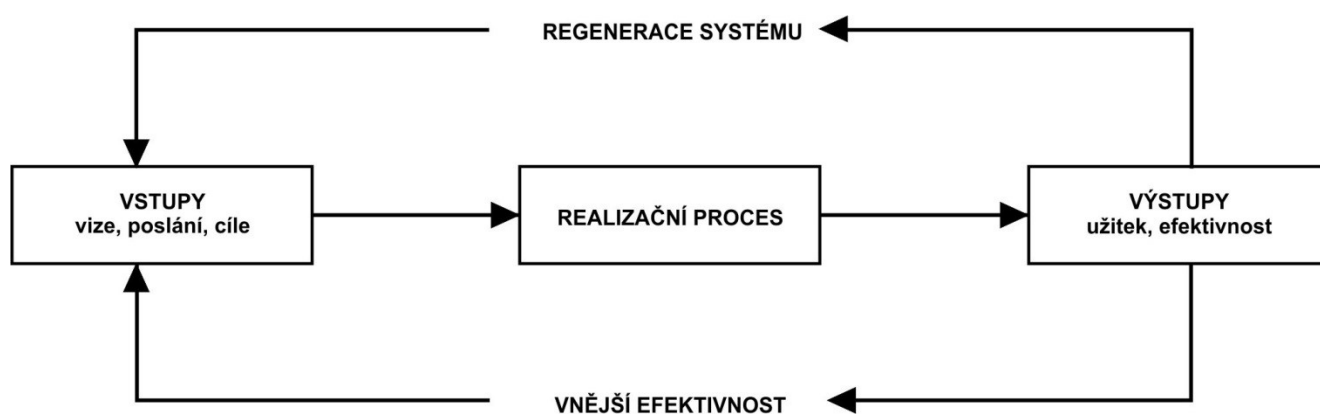 REGENERACE SYSTÉMU
VSTUPY
vize, poslání, cíle
REALIZAČNÍ PROCES
VÝSTUPY
užitek, efektivnost
VNĚJŠÍ EFEKTIVNOST